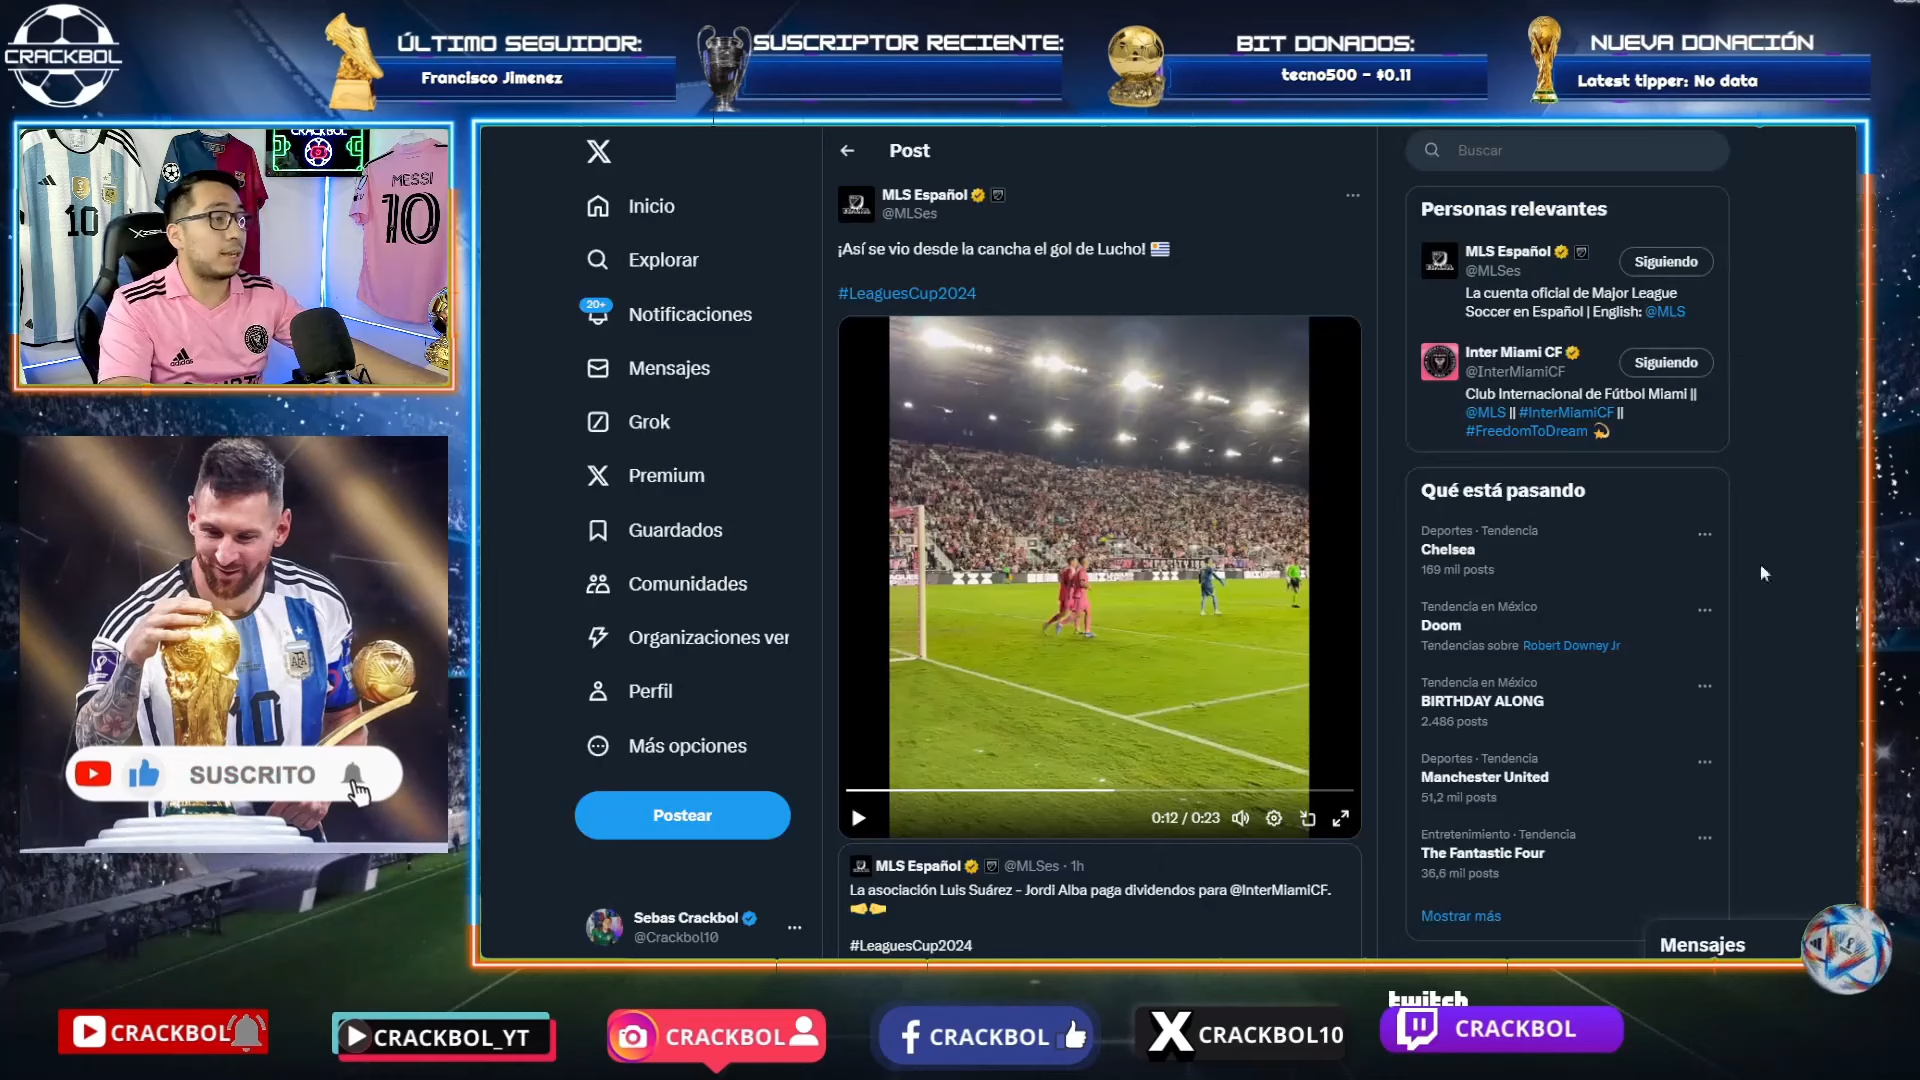 CRACKBOL
ÚLTIMO SEGUIDOR:
Francisco Jimenez
SUSCRIPTOR RECIENTE:
BIT DONADOS:
tecno500 - $0.11
NUEVA DONACIÓN
Latest tipper: No data
CRACKBOL
MESSI
10
10
10
SUSCRITO
Inicio
Explorar
20+
Notificaciones
Mensajes
Grok
Premium
Guardados
Comunidades
Organizaciones ver
Perfil
Más opciones
Postear
Sebas Crackbol
@Crackbol10
Post
MLS Español
@MLSes
¡Así se vio desde la cancha el gol de Lucho!
#LeaguesCup2024
0:12 / 0:23
MLS Español @MLSes · 1h
La asociación Luis Suárez - Jordi Alba paga dividendos para @InterMiamiCF.
#LeaguesCup2024
Buscar
Personas relevantes
MLS Español
@MLSes
Siguiendo
La cuenta oficial de Major League
Soccer en Español | English: @MLS
Inter Miami CF
@InterMiamiCF
Siguiendo
Club Internacional de Fútbol Miami ||
@MLS || #InterMiamiCF ||
#FreedomToDream
Qué está pasando
Deportes · Tendencia
Chelsea
169 mil posts
Tendencia en México
Doom
Tendencias sobre Robert Downey Jr
Tendencia en México
BIRTHDAY ALONG
2.486 posts
Deportes · Tendencia
Manchester United
51,2 mil posts
Entretenimiento · Tendencia
The Fantastic Four
36,6 mil posts
Mostrar más
Mensajes
CRACKBOL
CRACKBOL_YT
CRACKBOL
CRACKBOL
CRACKBOL10
twitch
CRACKBOL